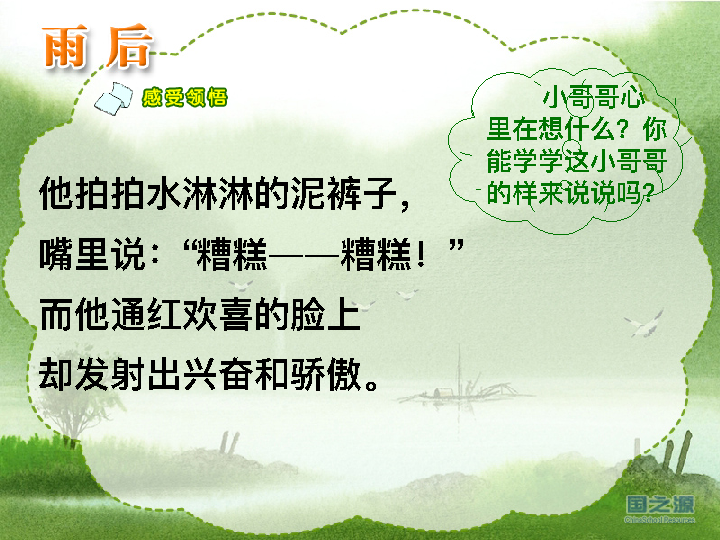 雨后
感受领悟
小哥哥心
里在想什么？你
能学学这小哥哥
的样来说说吗？
他拍拍水淋淋的泥裤子，
嘴里说：“糟糕——糟糕！”
而他通红欢喜的脸上
却发射出兴奋和骄傲。
国之源
ChinaSchoolResources